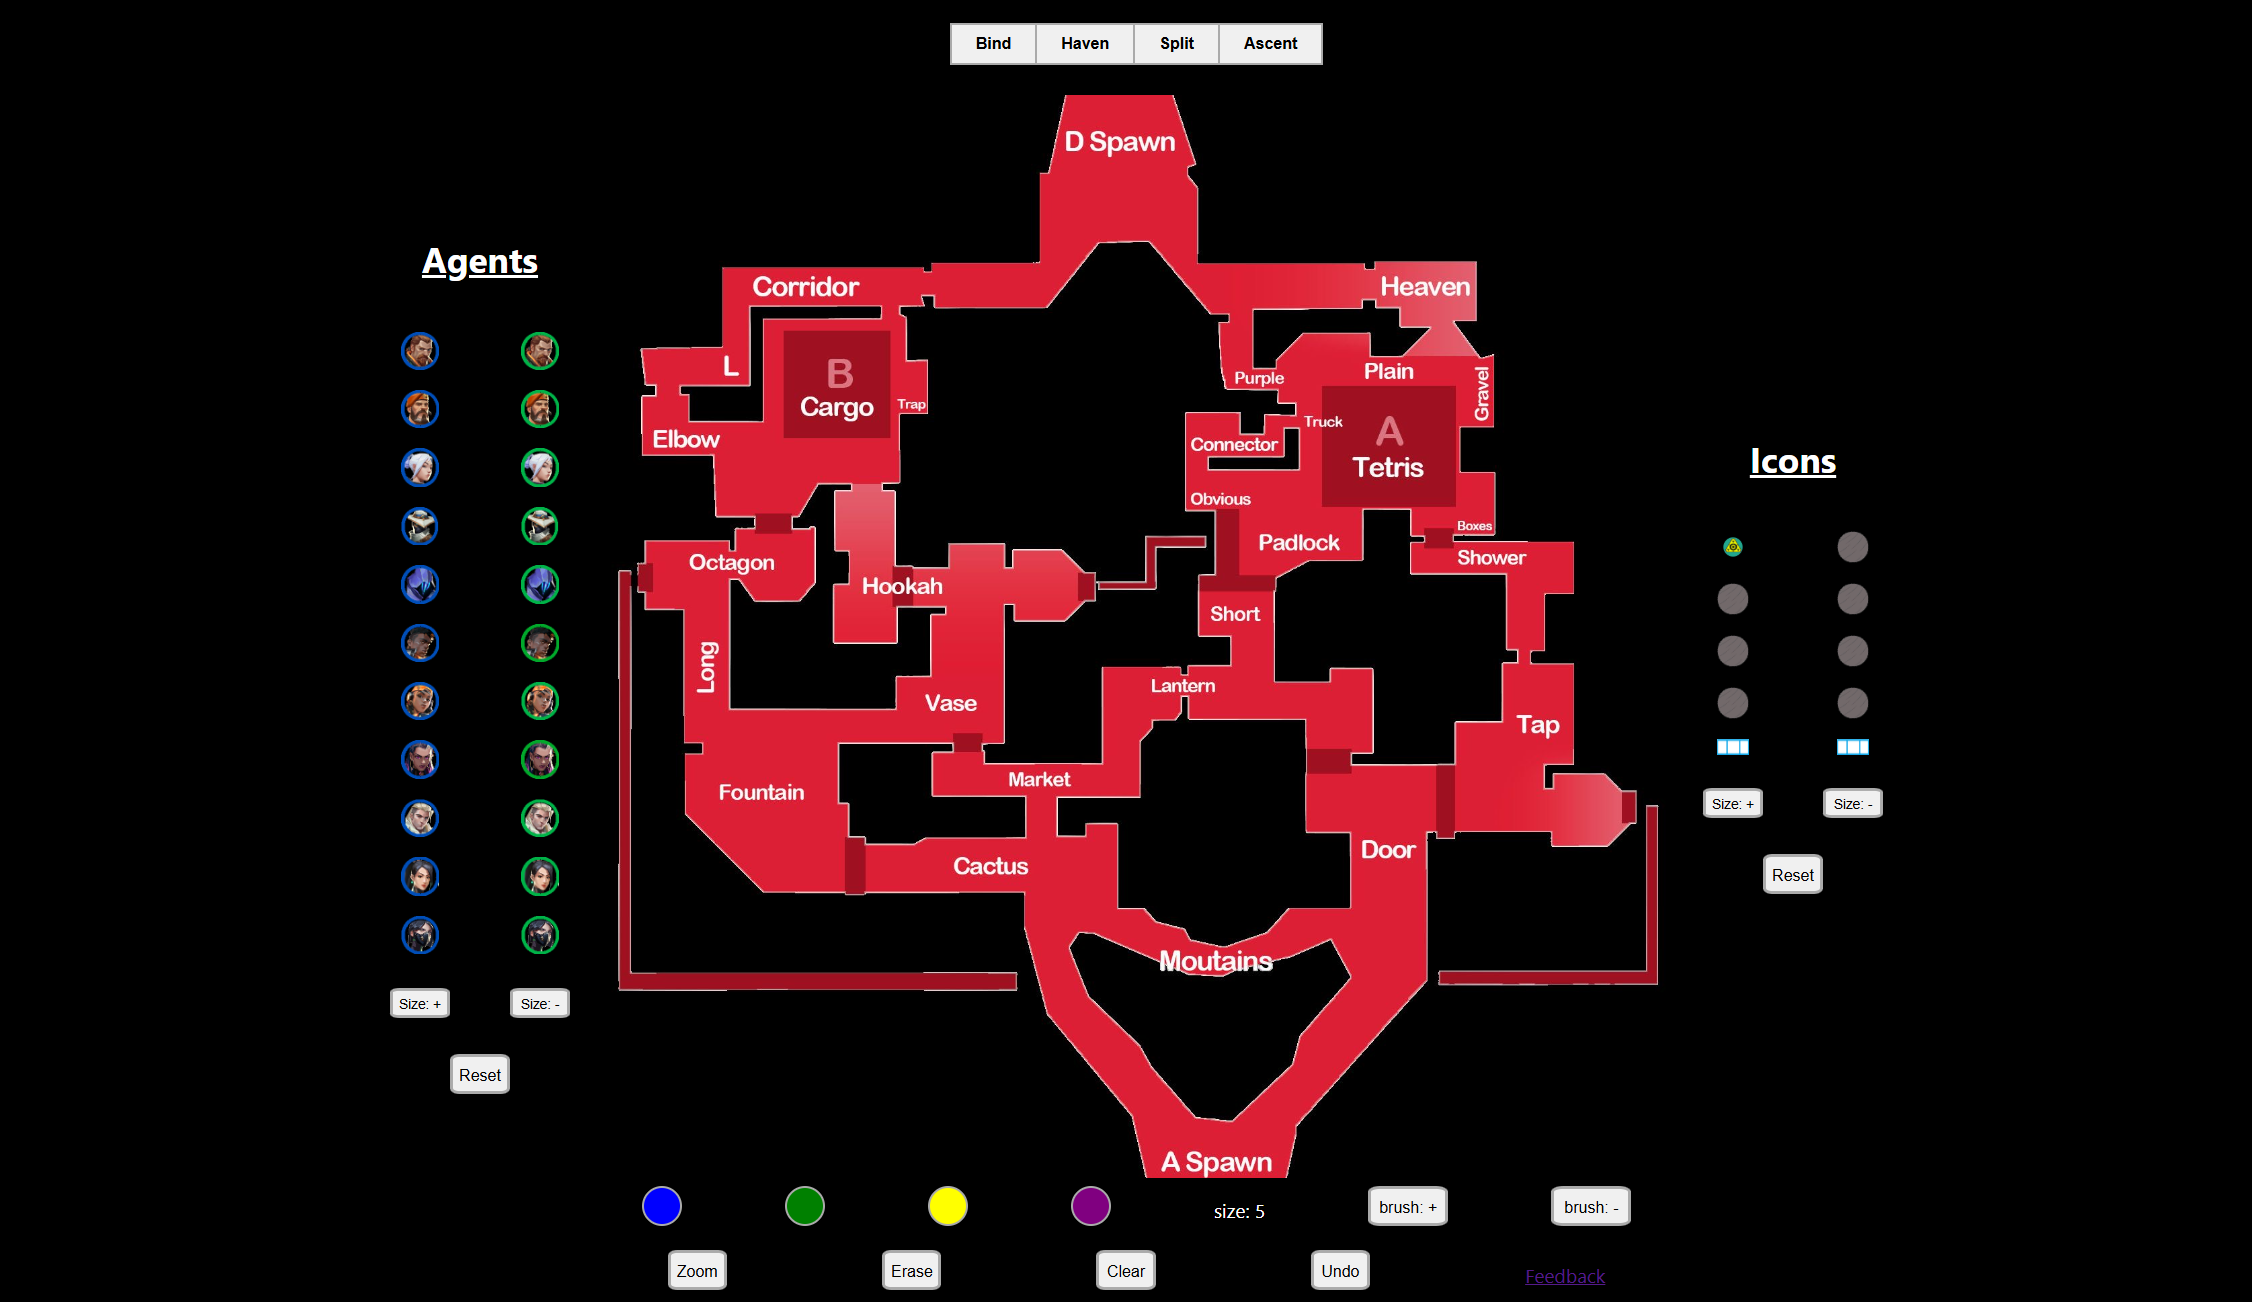 Bind
Haven
Split
Ascent
D Spawn
Agents
Corridor
Heaven
L
B
Cargo
Trap
Purple
Plain
Gravel
Elbow
Truck
A
Tetris
Connector
Icons
Obvious
Boxes
Octagon
Padlock
Shower
Hookah
Short
Long
Lantern
Vase
Tap
Market
Fountain
Size: +
Size: -
Cactus
Door
Reset
Moutains
Size: +
Size: -
Reset
A Spawn
size: 5
brush: +
brush: -
Zoom
Erase
Clear
Undo
Feedback